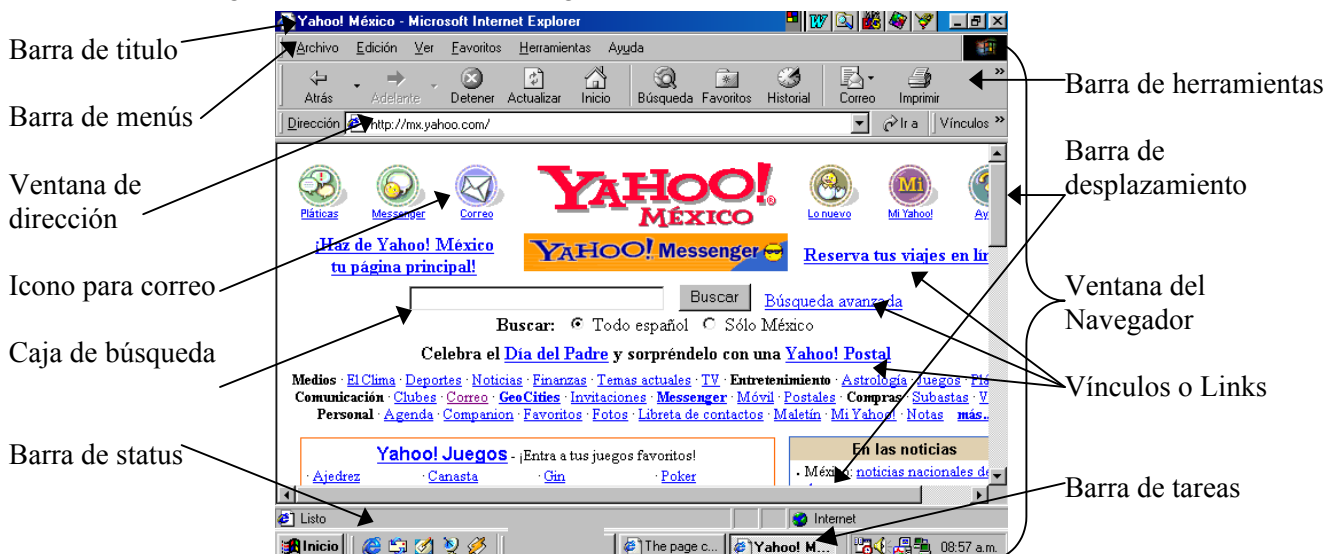 Yahoo! México - Microsoft Internet Explorer
Barra de titulo
Archivo Edición Ver Favoritos Herramientas Ayuda
Atrás Adelante Detener Actualizar Inicio Búsqueda Favoritos Historial Correo Imprimir »
Barra de herramientas
Barra de menús
Dirección http://mx.yahoo.com/ Ir a Vínculos »
Barra de
desplazamiento
Ventana de
dirección
YAHOO!
MÉXICO
Mi
Pláticas Messenger Correo Lo nuevo Mi Yahoo! Ay
¡Haz de Yahoo! México
tu página principal!
YAHOO! Messenger
Reserva tus viajes en lín
Icono para correo
Buscar Búsqueda avanzada
Ventana del
Navegador
Buscar: Todo español Sólo México
Caja de búsqueda
Celebra el Día del Padre y sorpréndelo con una Yahoo! Postal
Medios · El Clima · Deportes · Noticias · Finanzas · Temas actuales · TV · Entretenimiento · Astrología · Juegos · Plá
Comunicación · Clubes · Correo · GeoCities · Invitaciones · Messenger · Móvil · Postales · Compras · Subastas · V
Personal · Agenda · Companion · Favoritos · Fotos · Libreta de contactos · Maletín · Mi Yahoo! · Notas más..
Vínculos o Links
Barra de status
Yahoo! Juegos - ¡Entra a tus juegos favoritos!
· Ajedrez · Canasta · Gin · Poker
En las noticias
· México: noticias nacionales de
Barra de tareas
Listo Internet
Inicio The page c... Yahoo! M... 08:57 a.m.